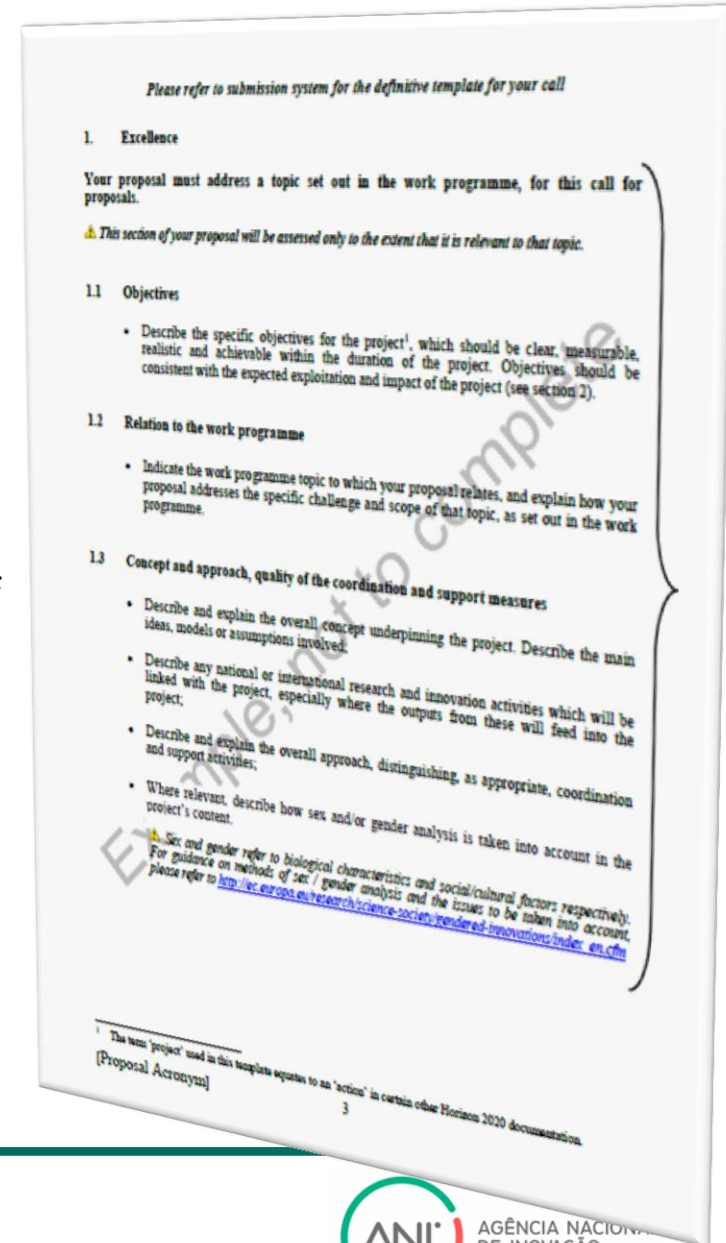 Please refer to submission system for the definitive template for your call
1. Excellence
Your proposal must address a topic set out in the work programme, for this call for
proposals.
This section of your proposal will be assessed only to the extent that it is relevant to that topic.
1.1 Objectives
• Describe the specific objectives for the project¹, which should be clear, measurable,
realistic and achievable within the duration of the project. Objectives should be
consistent with the expected exploitation and impact of the project (see section 2).
1.2 Relation to the work programme
• Indicate the work programme topic to which your proposal relates, and explain how your
proposal addresses the specific challenge and scope of that topic, as set out in the work
programme.
1.3 Concept and approach, quality of the coordination and support measures
• Describe and explain the overall concept underpinning the project. Describe the main
ideas, models or assumptions involved;
• Describe any national or international research and innovation activities which will be
linked with the project, especially where the outputs from these will feed into the
project;
• Describe and explain the overall approach, distinguishing, as appropriate, coordination
and support activities;
• Where relevant, describe how sex and/or gender analysis is taken into account in the
project's content.
Sex and gender refer to biological characteristics and social/cultural factors respectively.
For guidance on methods of sex / gender analysis and the issues to be taken into account,
please refer to http://ec.europa.eu/research/science-society/gendered-innovations/index_en.cfm
Example, not to complete
¹ The term 'project' used in this template equates to an 'action' in certain other Horizon 2020 documentation.
[Proposal Acronym]
3
ANI
AGÊNCIA
DE INOVAÇÃO